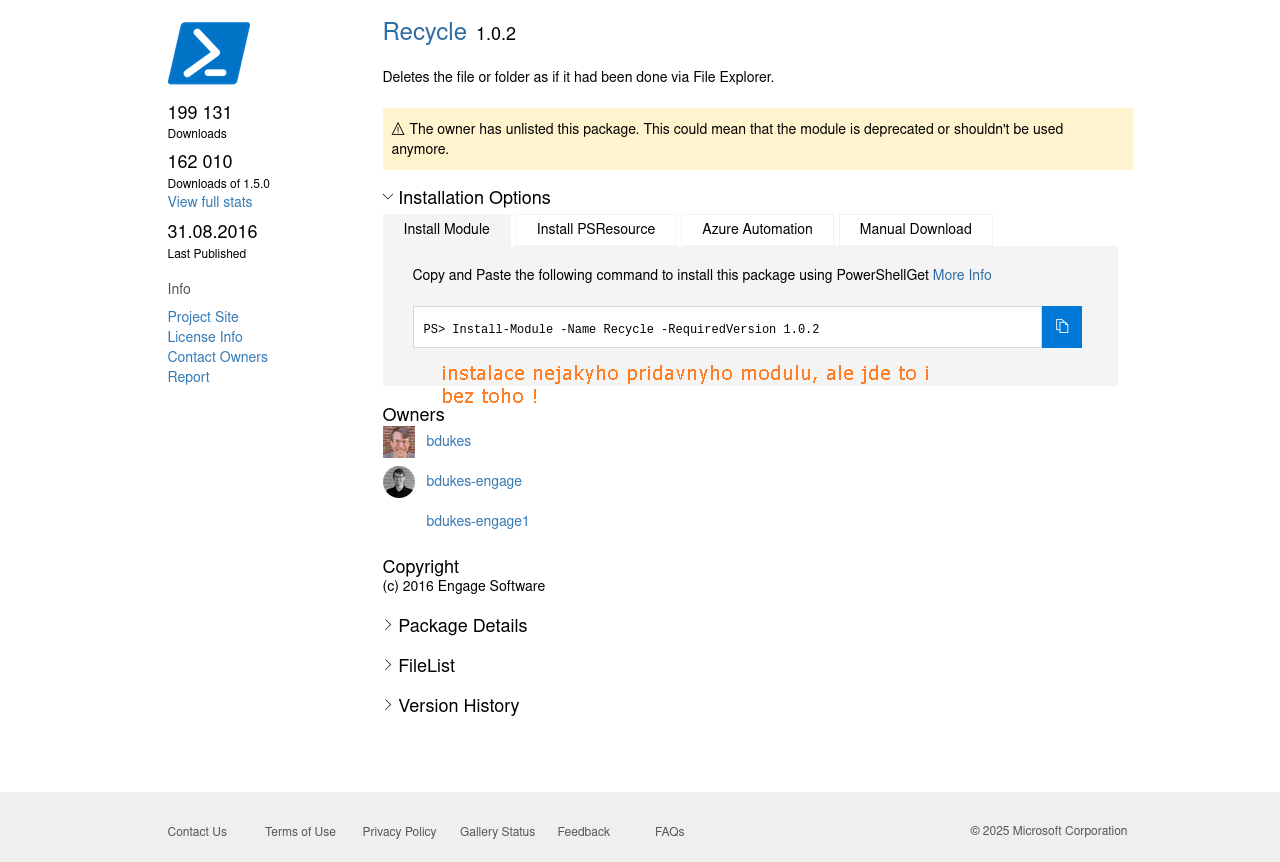 Recycle 1.0.2
Deletes the file or folder as if it had been done via File Explorer.
⚠ The owner has unlisted this package. This could mean that the module is deprecated or shouldn't be used
anymore.
199 131
Downloads
162 010
Downloads of 1.5.0
View full stats
31.08.2016
Last Published
Info
Project Site
License Info
Contact Owners
Report
Installation Options
Install Module Install PSResource Azure Automation Manual Download
Copy and Paste the following command to install this package using PowerShellGet More Info
PS> Install-Module -Name Recycle -RequiredVersion 1.0.2
instalace nejakyho pridavnyho modulu, ale jde to i
bez toho !
Owners
bdukes
bdukes-engage
bdukes-engage1
Copyright
(c) 2016 Engage Software
Package Details
FileList
Version History
Contact Us Terms of Use Privacy Policy Gallery Status Feedback FAQs © 2025 Microsoft Corporation